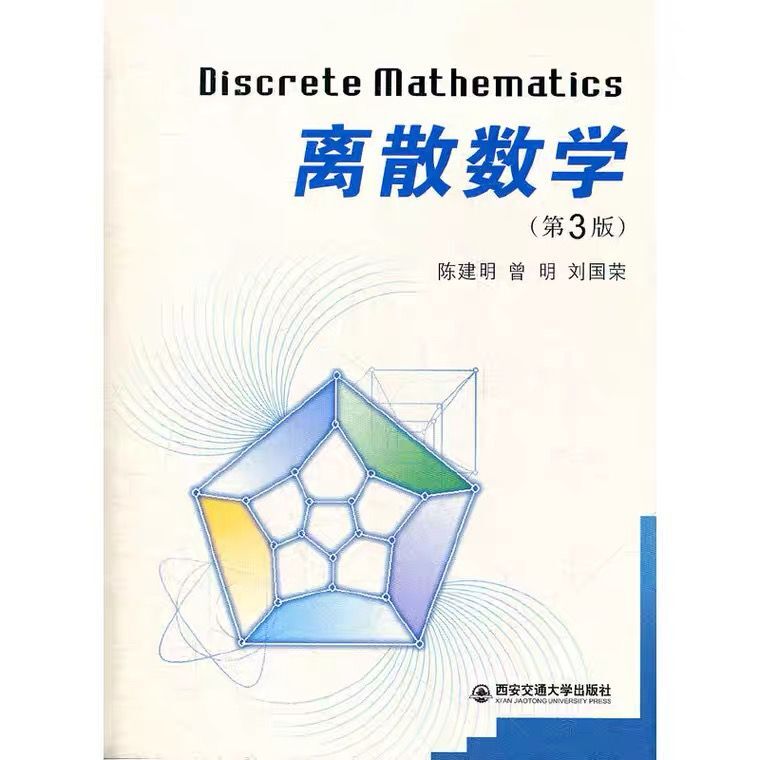 Discrete Mathematics
离散数学
（第3版）
陈建明 曾 明 刘国荣
西安交通大学出版社
XI'AN JIAOTONG UNIVERSITY PRESS